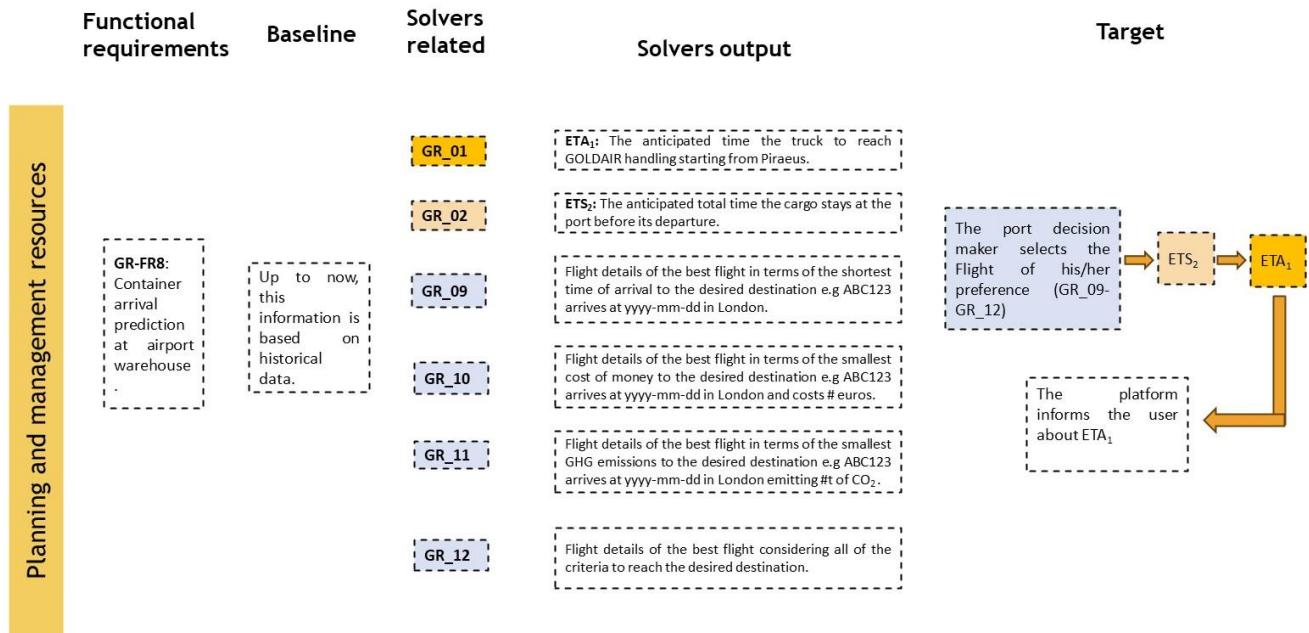 Functional
requirements
Baseline
Solvers
related
Solvers output
Target
Planning and management resources
GR-FR8:
Container
arrival
prediction
at airport
warehouse
.
Up to now,
this
information is
based on
historical
data.
GR_01
GR_02
GR_09
GR_10
GR_11
GR_12
ETA₁: The anticipated time the truck to reach
GOLDAIR handling starting from Piraeus.
ETS₂: The anticipated total time the cargo stays at the
port before its departure.
Flight details of the best flight in terms of the shortest
time of arrival to the desired destination e.g ABC123
arrives at yyyy-mm-dd in London.
Flight details of the best flight in terms of the smallest
cost of money to the desired destination e.g ABC123
arrives at yyyy-mm-dd in London and costs # euros.
Flight details of the best flight in terms of the smallest
GHG emissions to the desired destination e.g ABC123
arrives at yyyy-mm-dd in London emitting #t of CO₂.
Flight details of the best flight considering all of the
criteria to reach the desired destination.
The port decision
maker selects the
Flight of his/her
preference (GR_09-
GR_12)
ETS₂
ETA₁
The platform
informs the user
about ETA₁